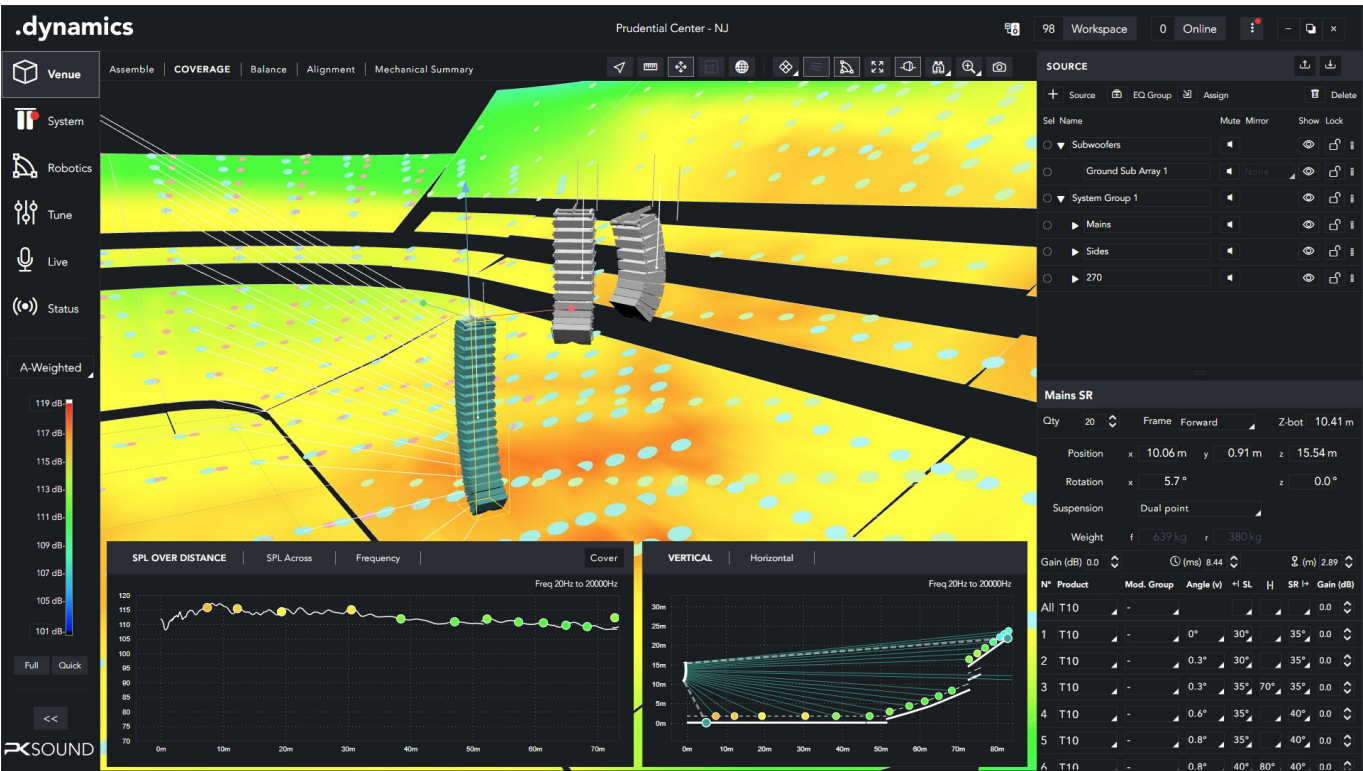 .dynamics
Prudential Center - NJ
98 Workspace 0 Online
Venue
System
Robotics
Tune
Live
Status
Assemble COVERAGE Balance Alignment Mechanical Summary
A-Weighted
119 dB-
117 dB-
115 dB-
113 dB-
111 dB-
109 dB-
107 dB-
105 dB-
101 dB-
Full Quick
<<
PKSOUND
SPL OVER DISTANCE SPL Across Frequency Cover
Freq 20Hz to 20000Hz
120
115
110
105
100
95
90
85
80
75
70
0m 10m 20m 30m 40m 50m 60m 70m
VERTICAL Horizontal
Freq 20Hz to 20000Hz
30m
25m
20m
15m
10m
5m
0m
0m 10m 20m 30m 40m 50m 60m 70m 80m
SOURCE
Source EQ Group Assign Delete
Sel Name Mute Mirror Show Lock
Subwoofers
Ground Sub Array 1 None
System Group 1
Mains
Sides
270
Mains SR
Qty 20 Frame Forward Z-bot 10.41 m
Position x 10.06 m y 0.91 m z 15.54 m
Rotation x 5.7° z 0.0°
Suspension Dual point
Weight f 639 kg r 380 kg
Gain (dB) 0.0 (ms) 8.44 (m) 2.89
N° Product Mod. Group Angle (v) SL SR Gain (dB)
All T10 - 0.0
1 T10 - 0° 30° 35° 0.0
2 T10 - 0.3° 30° 35° 0.0
3 T10 - 0.3° 35° 70° 35° 0.0
4 T10 - 0.6° 35° 40° 0.0
5 T10 - 0.8° 35° 40° 0.0
6 T10 - 0.8° 40° 80° 40° 0.0